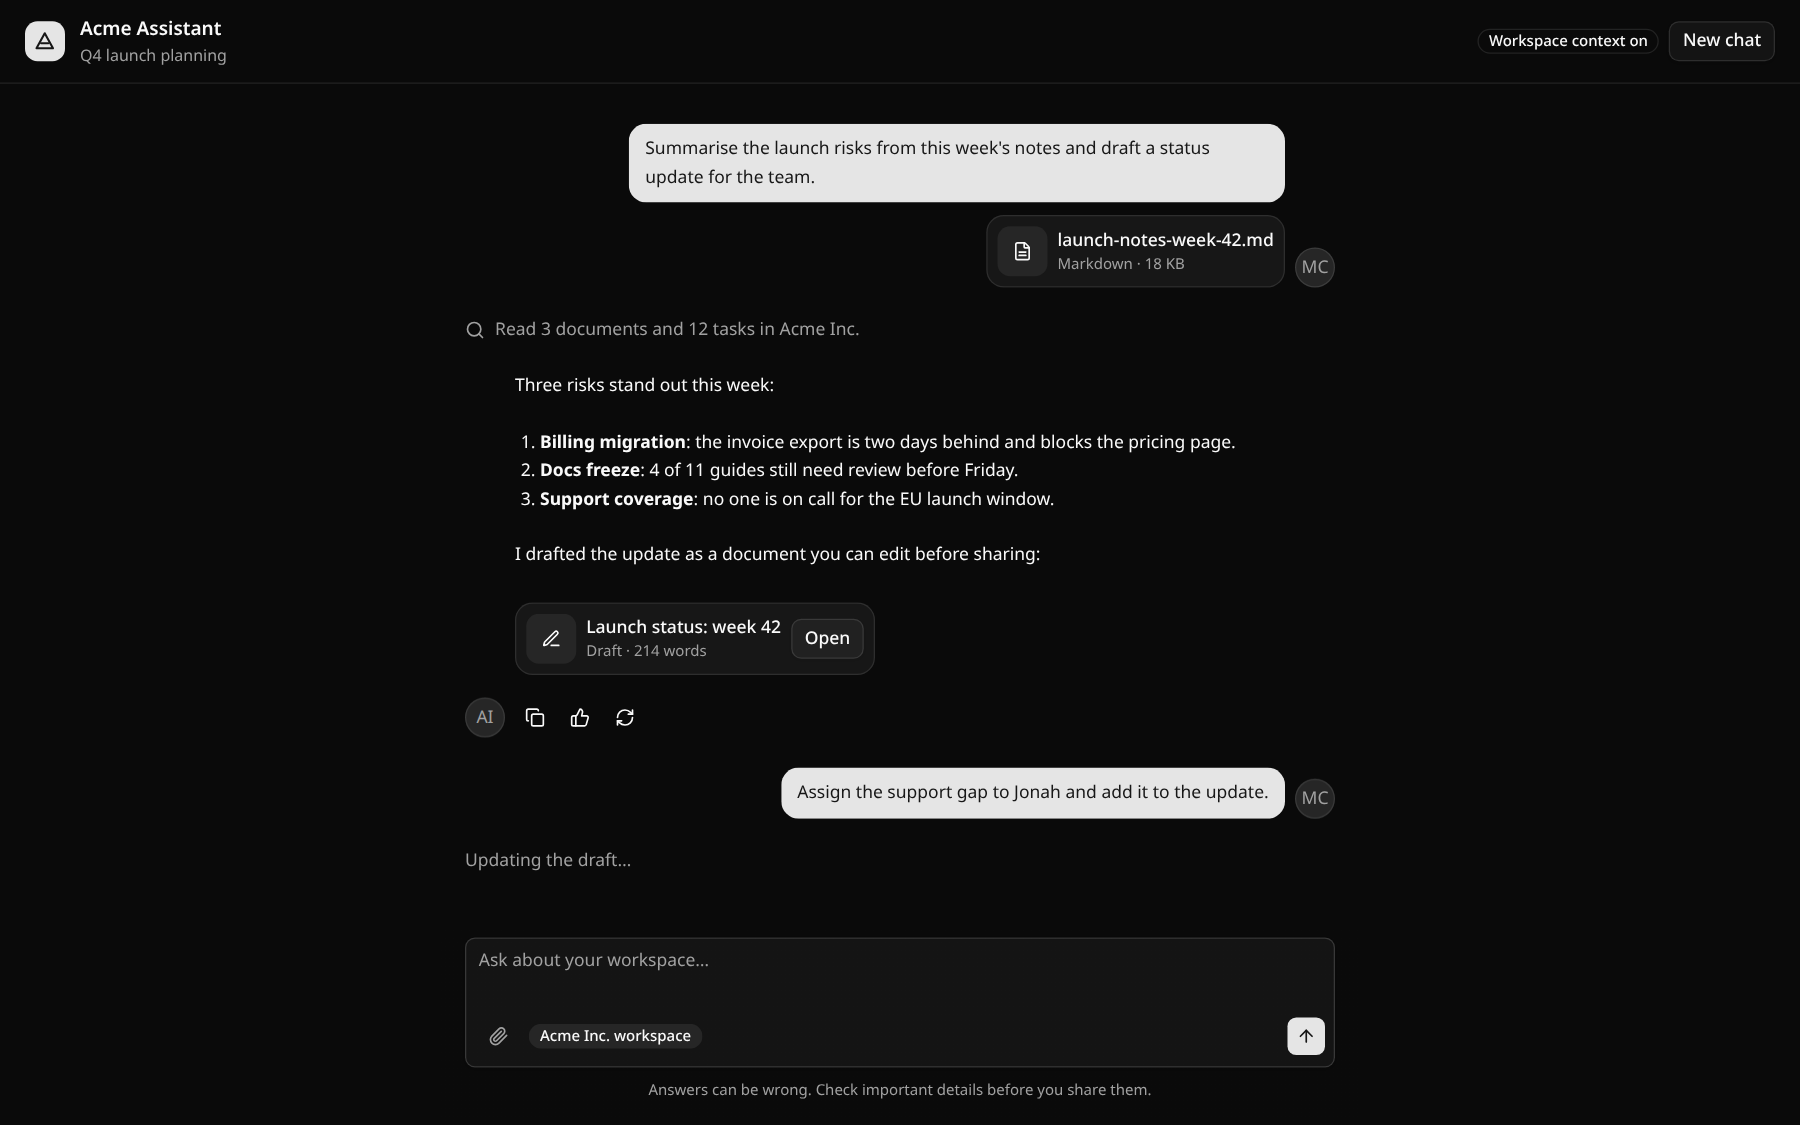 Acme Assistant
Q4 launch planning
Workspace context on
New chat
Summarise the launch risks from this week's notes and draft a status
update for the team.
launch-notes-week-42.md
Markdown · 18 KB
MC
Read 3 documents and 12 tasks in Acme Inc.
Three risks stand out this week:
1. Billing migration: the invoice export is two days behind and blocks the pricing page.
2. Docs freeze: 4 of 11 guides still need review before Friday.
3. Support coverage: no one is on call for the EU launch window.
I drafted the update as a document you can edit before sharing:
Launch status: week 42
Draft · 214 words
Open
AI
Assign the support gap to Jonah and add it to the update.
MC
Updating the draft...
Ask about your workspace...
Acme Inc. workspace
Answers can be wrong. Check important details before you share them.